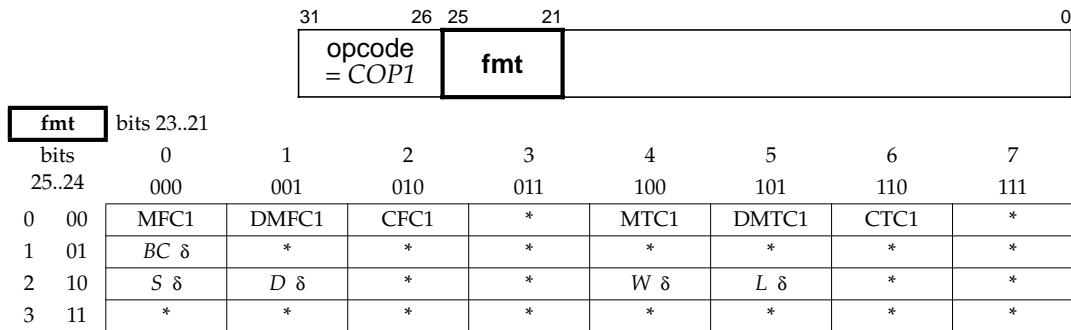 31 26 25 21 0
opcode
= COP1 fmt
fmt bits 23..21
bits 0 1 2 3 4 5 6 7
25..24 000 001 010 011 100 101 110 111
0 00 MFC1 DMFC1 CFC1 * MTC1 DMTC1 CTC1 *
1 01 BC δ * * * * * * *
2 10 S δ D δ * * W δ L δ * *
3 11 * * * * * * * *